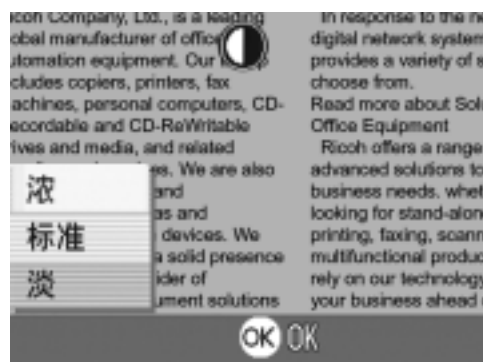 icoh Company, Ltd., is a leading
obal manufacturer of office
utomation equipment. Our
cludes copiers, printers, fax
achines, personal computers, CD-
ecordable and CD-ReWritable
rives and media, and related
es. We are also
and
as and
devices. We
a solid presence
ider of
ument solutions
In response to the ne
digital network system
provides a variety of s
choose from.
Read more about Solu
Office Equipment
Ricoh offers a range
advanced solutions to
business needs. whet
looking for stand-alon
printing, faxing, scann
multifunctional produc
rely on our technology
your business ahead
浓
标准
淡
OK OK